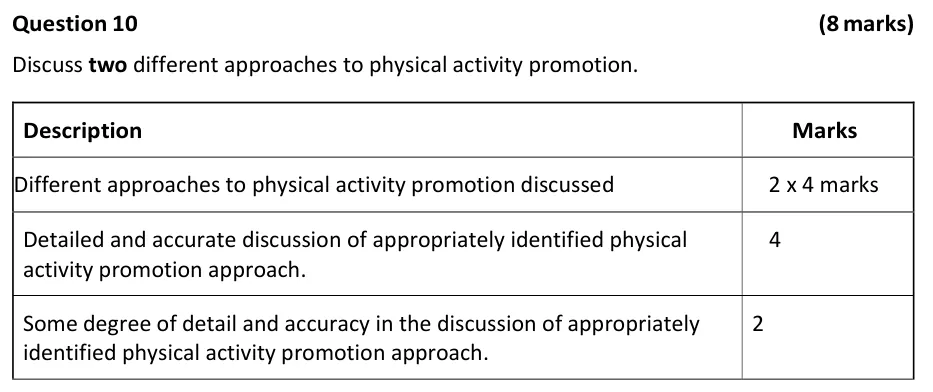 Question 10 (8 marks)
Discuss two different approaches to physical activity promotion.
Description Marks
Different approaches to physical activity promotion discussed 2 x 4 marks
Detailed and accurate discussion of appropriately identified physical 4
activity promotion approach.
Some degree of detail and accuracy in the discussion of appropriately 2
identified physical activity promotion approach.